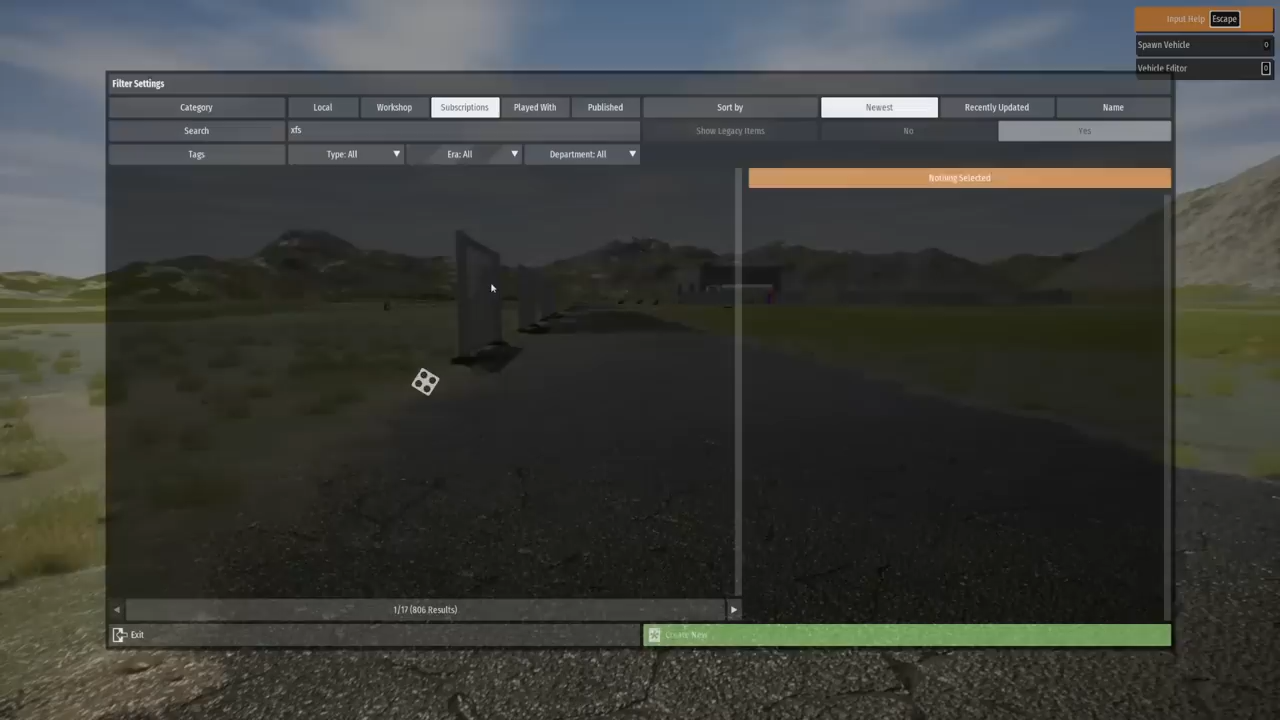 Input Help Escape
Spawn Vehicle 0
Vehicle Editor 0
Filter Settings
Category Local Workshop Subscriptions Played With Published Sort by Newest Recently Updated Name
Search xfs Show Legacy Items No Yes
Tags Type: All Era: All Department: All
Nothing Selected
1/17 (806 Results)
Exit Create New